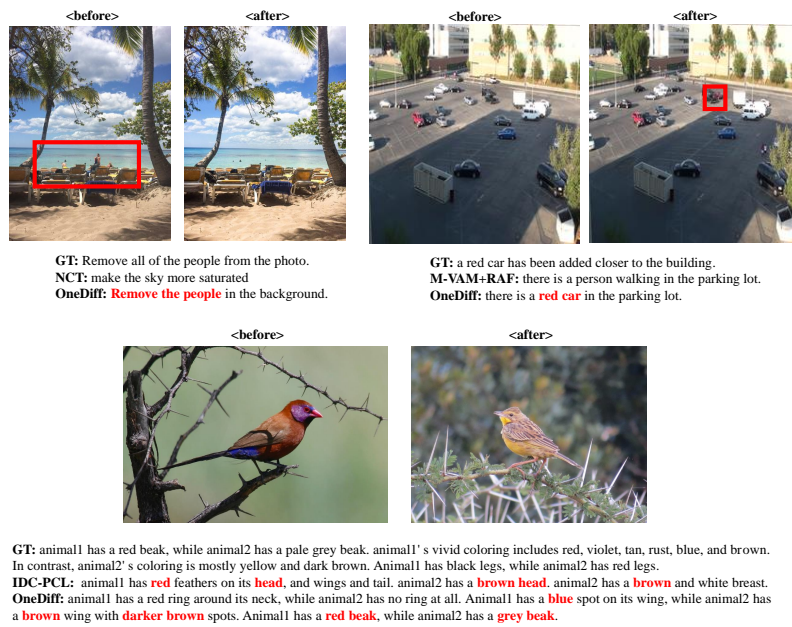 <before>
<after>
GT: Remove all of the people from the photo.
NCT: make the sky more saturated
OneDiff: Remove the people in the background.
<before>
<after>
GT: a red car has been added closer to the building.
M-VAM+RAF: there is a person walking in the parking lot.
OneDiff: there is a red car in the parking lot.
<before>
<after>
GT: animal1 has a red beak, while animal2 has a pale grey beak. animal1' s vivid coloring includes red, violet, tan, rust, blue, and brown.
In contrast, animal2' s coloring is mostly yellow and dark brown. Animal1 has black legs, while animal2 has red legs.
IDC-PCL: animal1 has red feathers on its head, and wings and tail. animal2 has a brown head. animal2 has a brown and white breast.
OneDiff: animal1 has a red ring around its neck, while animal2 has no ring at all. Animal1 has a blue spot on its wing, while animal2 has
a brown wing with darker brown spots. Animal1 has a red beak, while animal2 has a grey beak.